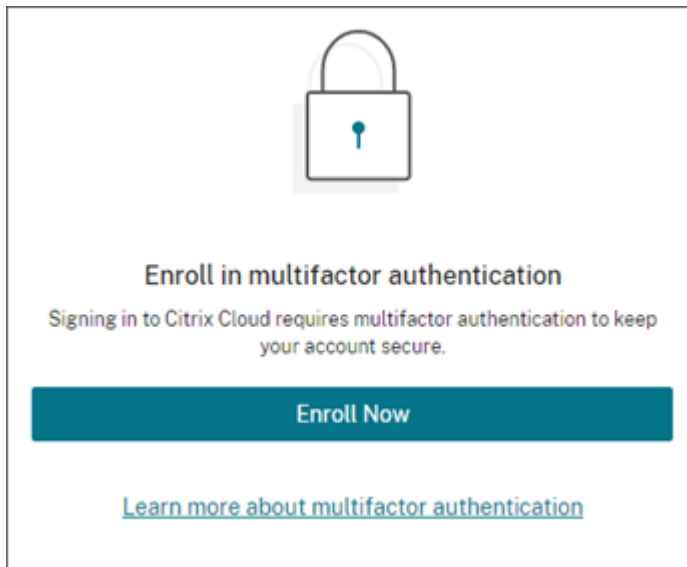 Enroll in multifactor authentication
Signing in to Citrix Cloud requires multifactor authentication to keep
your account secure.
Enroll Now
Learn more about multifactor authentication